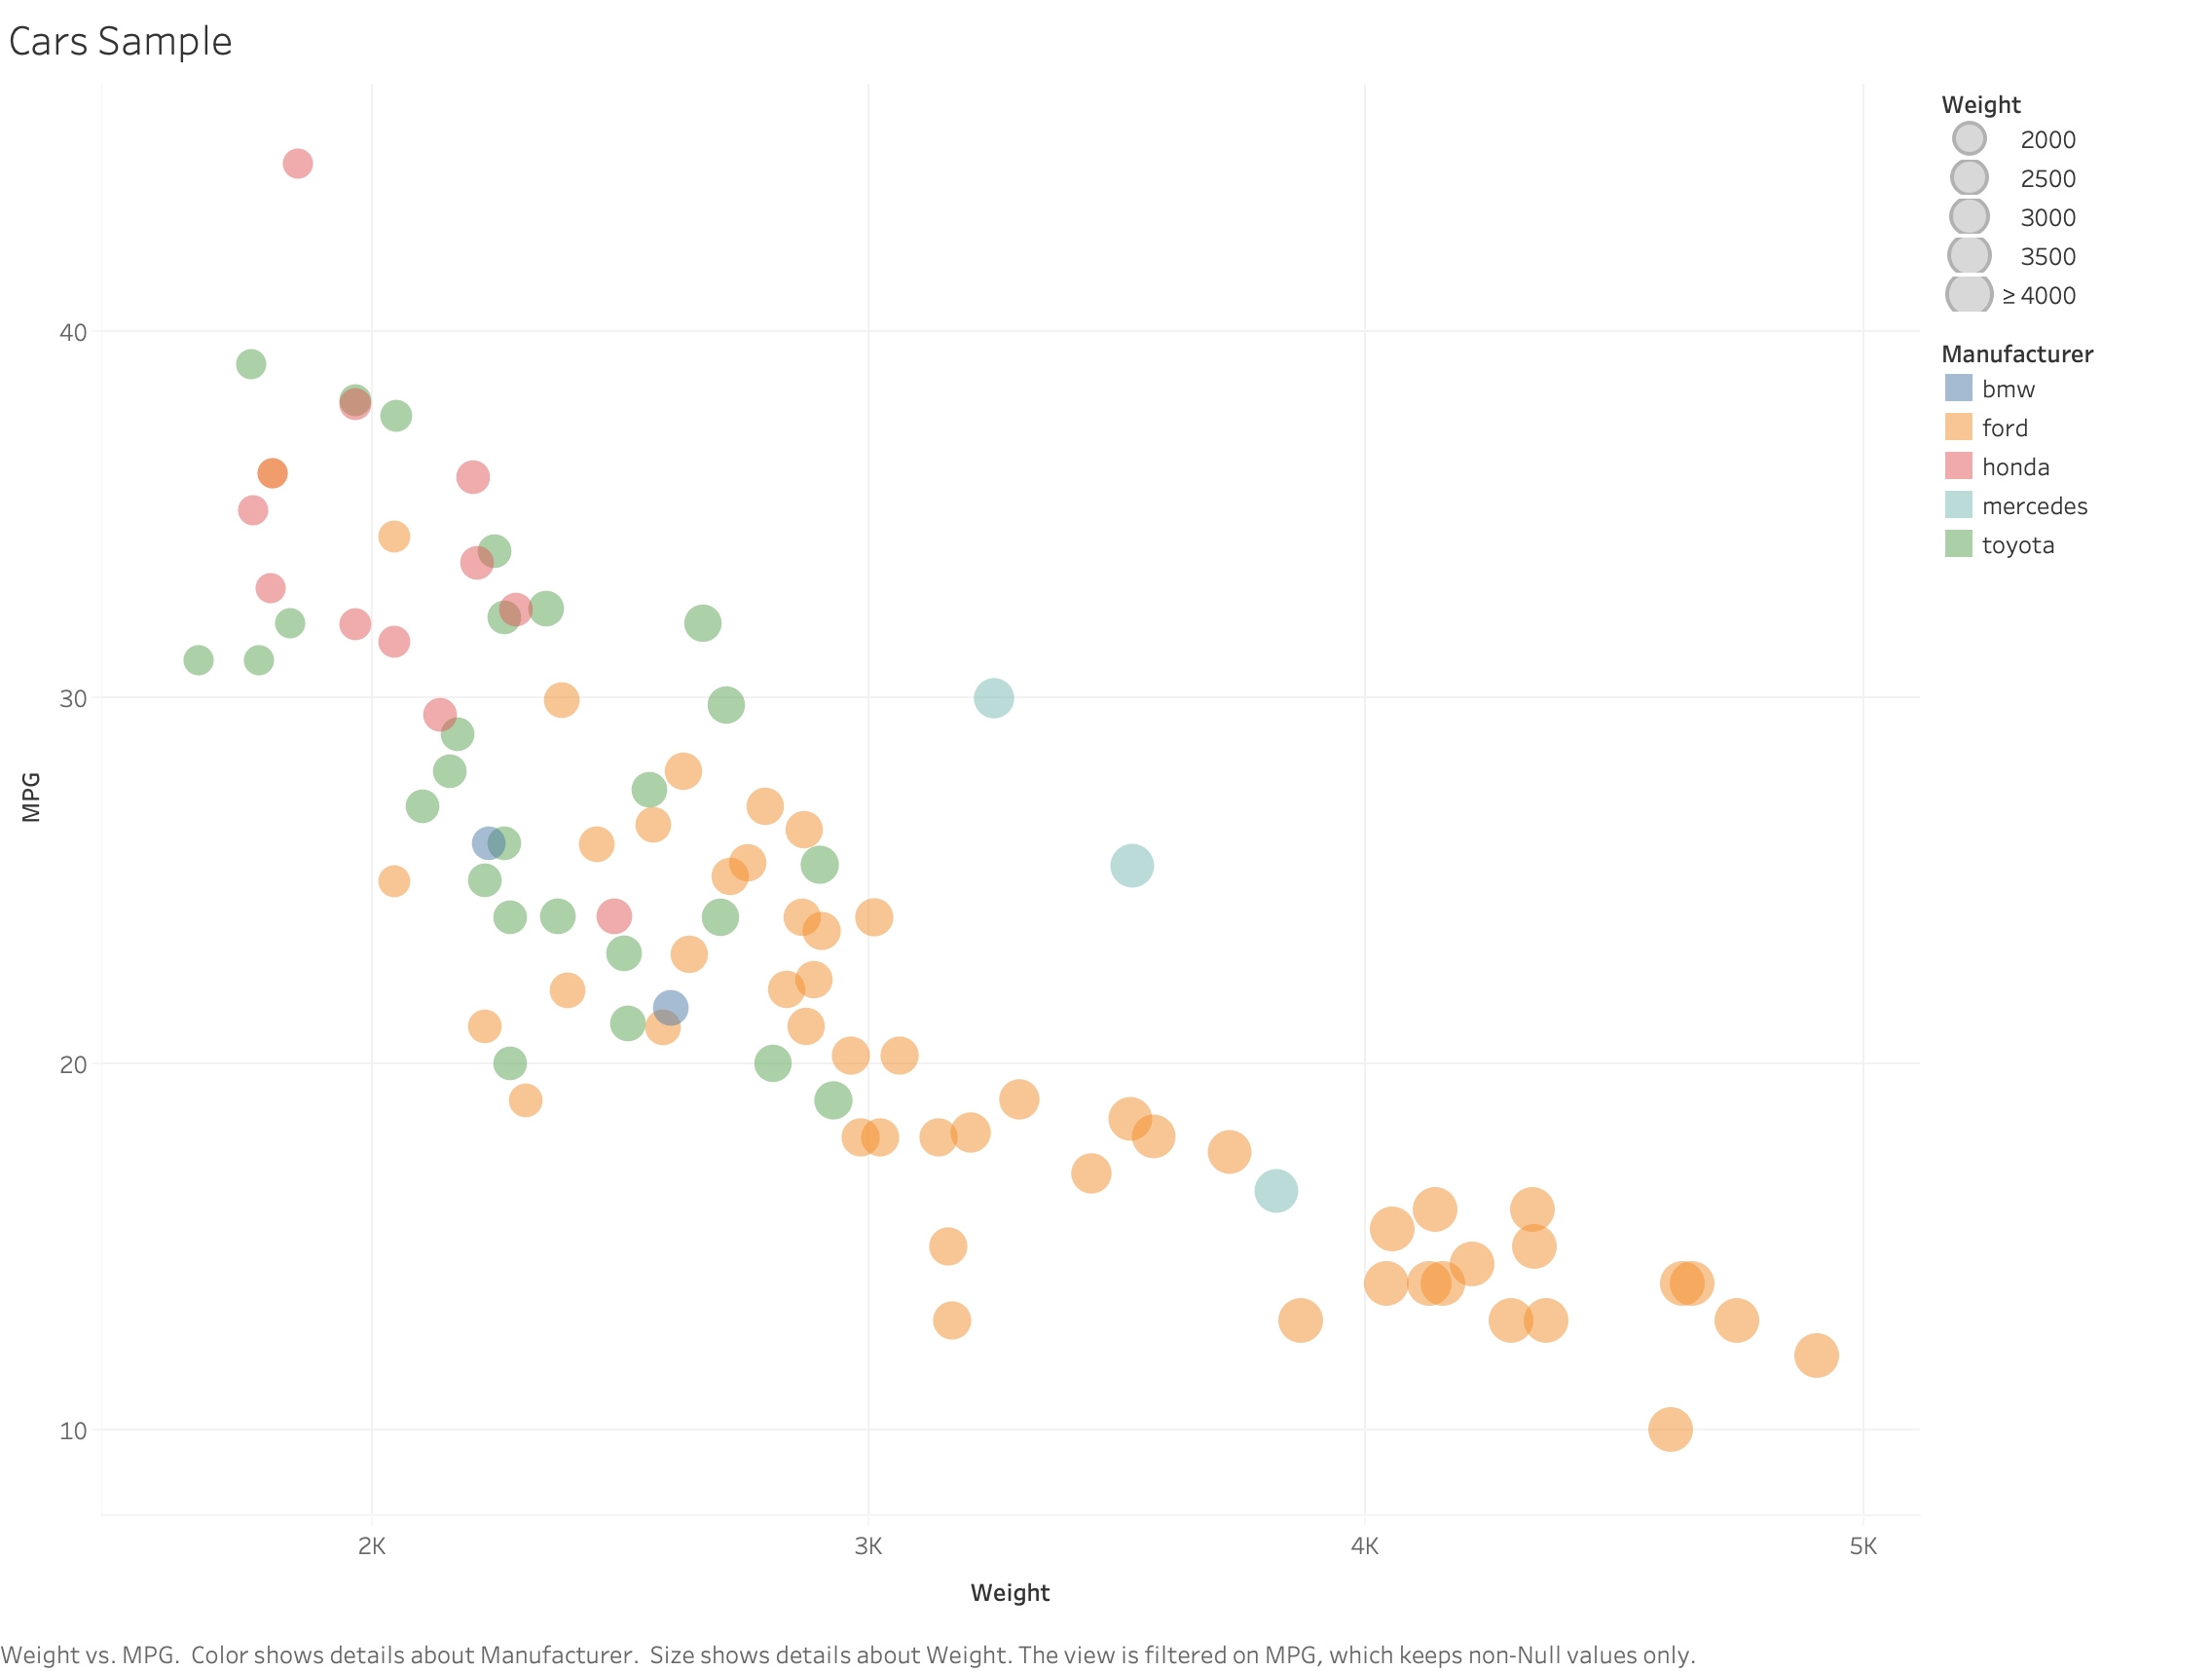 Cars Sample
Weight
2000
2500
3000
3500
≥ 4000
Manufacturer
bmw
ford
honda
mercedes
toyota
MPG
40
30
20
10
2K 3K 4K 5K
Weight
Weight vs. MPG.  Color shows details about Manufacturer.  Size shows details about Weight. The view is filtered on MPG, which keeps non-Null values only.